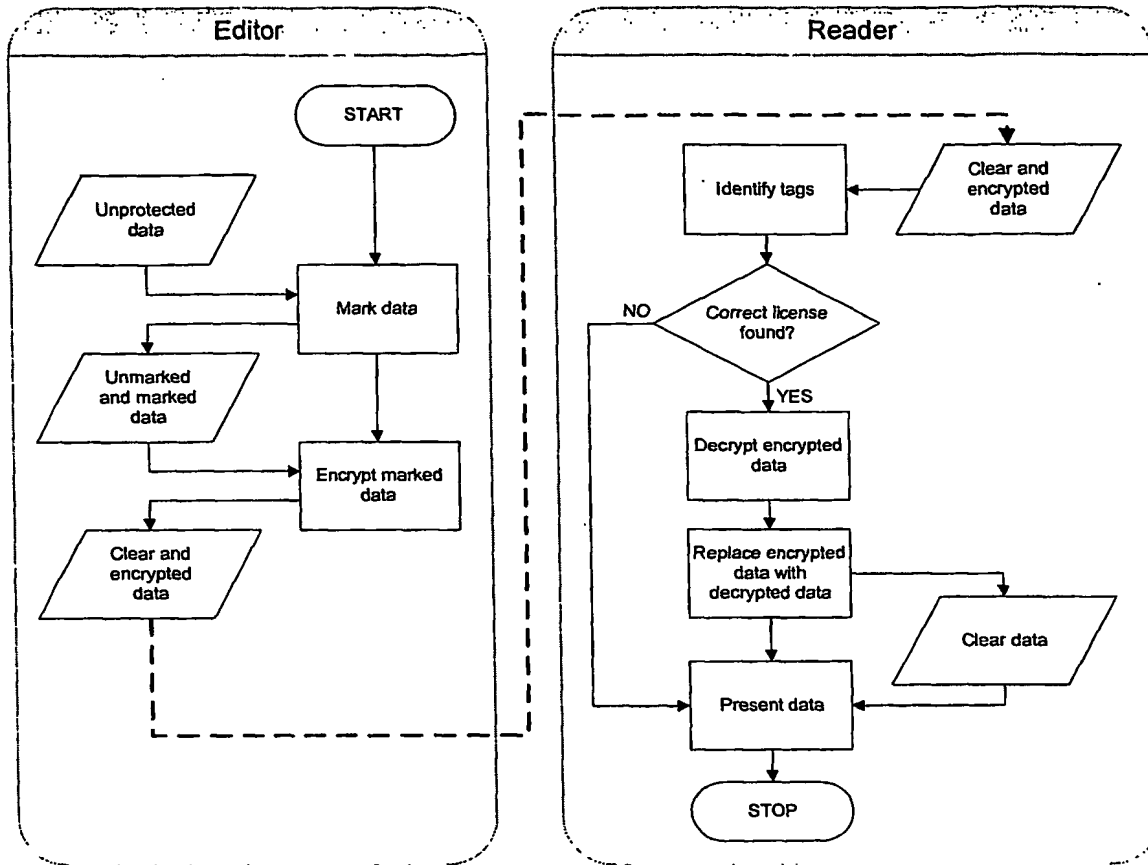 Editor
START
Unprotected
data
Mark data
Unmarked
and marked
data
Encrypt marked
data
Clear and
encrypted
data
Reader
Clear and
encrypted
data
Identify tags
Correct license
found?
NO
YES
Decrypt encrypted
data
Replace encrypted
data with
decrypted data
Clear data
Present data
STOP